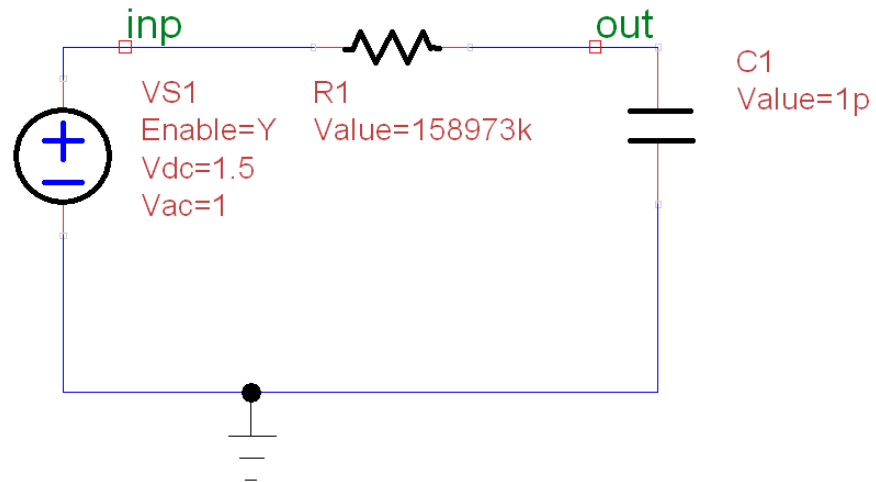 inp
out
VS1
Enable=Y
Vdc=1.5
Vac=1
R1
Value=158973k
C1
Value=1p